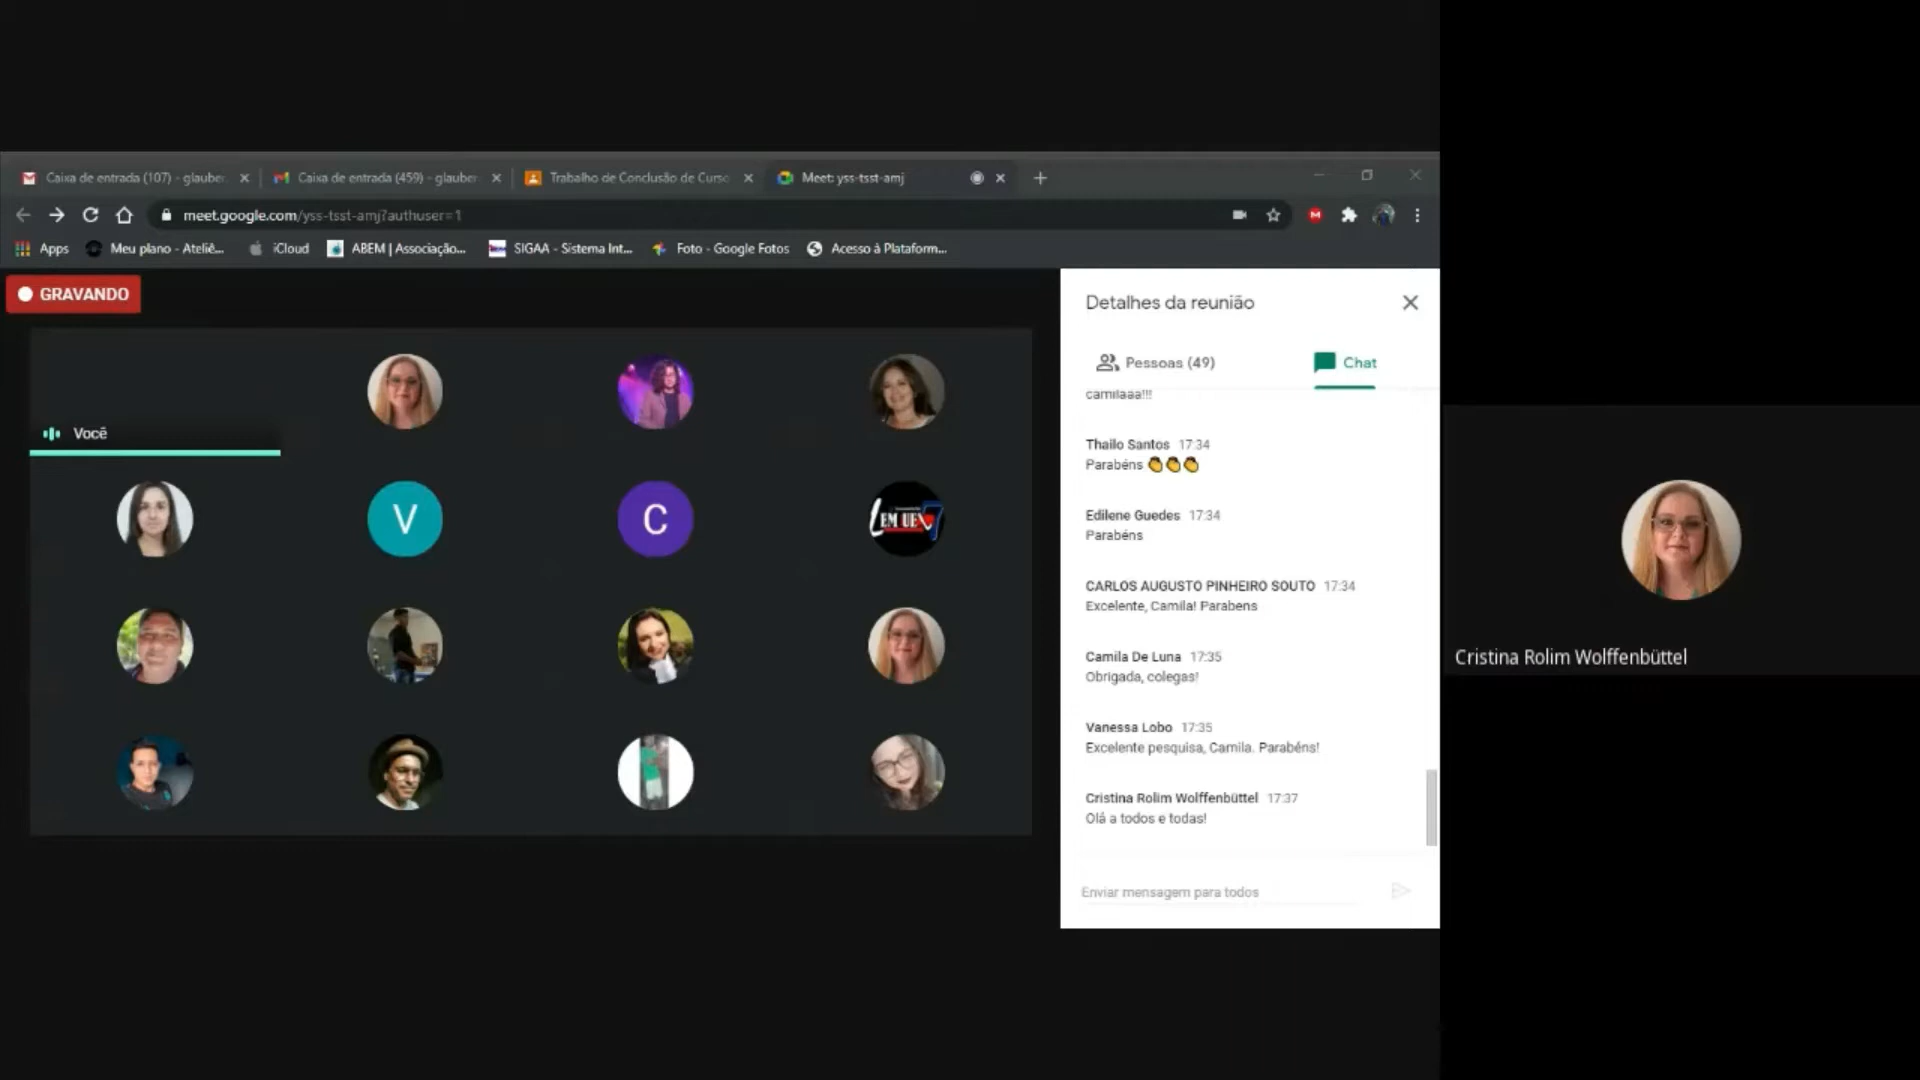 Caixa de entrada (107) - glauber.
Caixa de entrada (459) - glauber
Trabalho de Conclusão de Curso
Meet: yss-tsst-amj
meet.google.com/yss-tsst-amj?authuser=1
Apps
Meu plano - Ateliê...
iCloud
ABEM | Associação...
SIGAA - Sistema Int...
Foto - Google Fotos
Acesso à Plataform...
GRAVANDO
Detalhes da reunião
Pessoas (49)
Chat
camilaaa!!!
Você
Thailo Santos 17:34
Parabéns 👏👏👏
V
C
Edilene Guedes 17:34
Parabéns
CARLOS AUGUSTO PINHEIRO SOUTO 17:34
Excelente, Camila! Parabens
Camila De Luna 17:35
Obrigada, colegas!
Vanessa Lobo 17:35
Excelente pesquisa, Camila. Parabéns!
Cristina Rolim Wolffenbüttel 17:37
Olá a todos e todas!
Enviar mensagem para todos
Cristina Rolim Wolffenbüttel